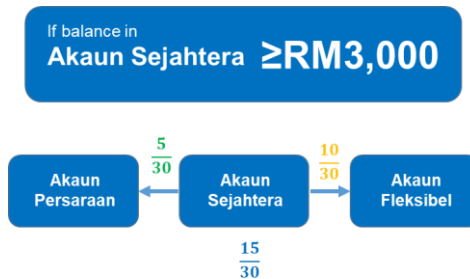 If balance in
Akaun Sejahtera ≥RM3,000
5/30
10/30
Akaun Persaraan
Akaun Sejahtera
Akaun Fleksibel
15/30